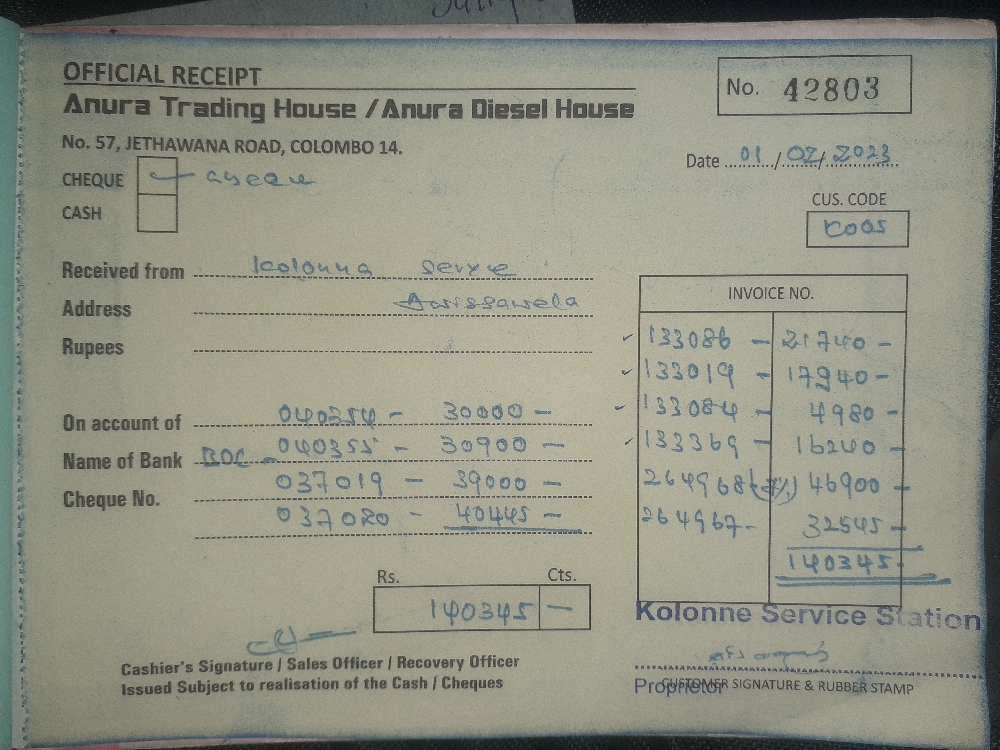 OFFICIAL RECEIPT
No. 42803
Anura Trading House / Anura Diesel House
No. 57, JETHAWANA ROAD, COLOMBO 14.
Date 01 / 02 / 2023
CHEQUE
CASH
CUS. CODE
K005
Received from Kolonna Servce
Address Awissawela
Rupees
On account of 040354 - 30000 -
Name of Bank BOC - 040355 - 30900 -
Cheque No. 037019 - 39000 -
037020 - 40445 -
INVOICE NO.
133086 - 21740 -
133019 - 17940 -
133084 - 4980 -
133369 - 16240 -
264968 46900 -
264967 - 32545 -
140345 -
Rs. Cts.
140345 -
Kolonne Service Station
Cashier's Signature / Sales Officer / Recovery Officer
Issued Subject to realisation of the Cash / Cheques
Proprietor
CUSTOMER SIGNATURE & RUBBER STAMP